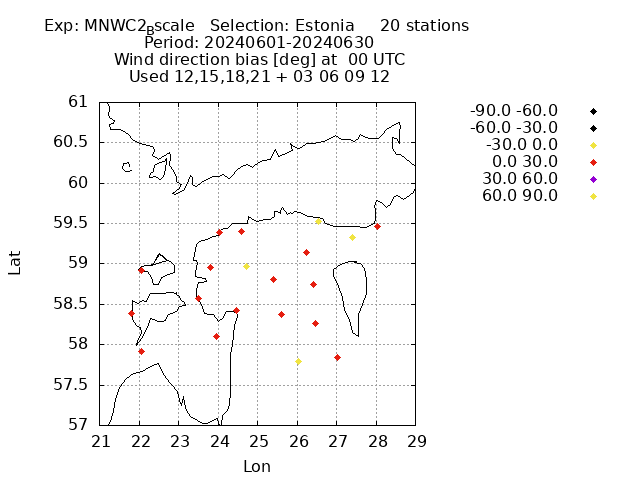 Exp: MNWC2Bscale   Selection: Estonia     20 stations
Period: 20240601-20240630
Wind direction bias [deg] at  00 UTC
Used 12,15,18,21 + 03 06 09 12
-90.0 -60.0
-60.0 -30.0
-30.0 0.0
0.0 30.0
30.0 60.0
60.0 90.0
61
60.5
60
59.5
59
58.5
58
57.5
57
Lat
21 22 23 24 25 26 27 28 29
Lon